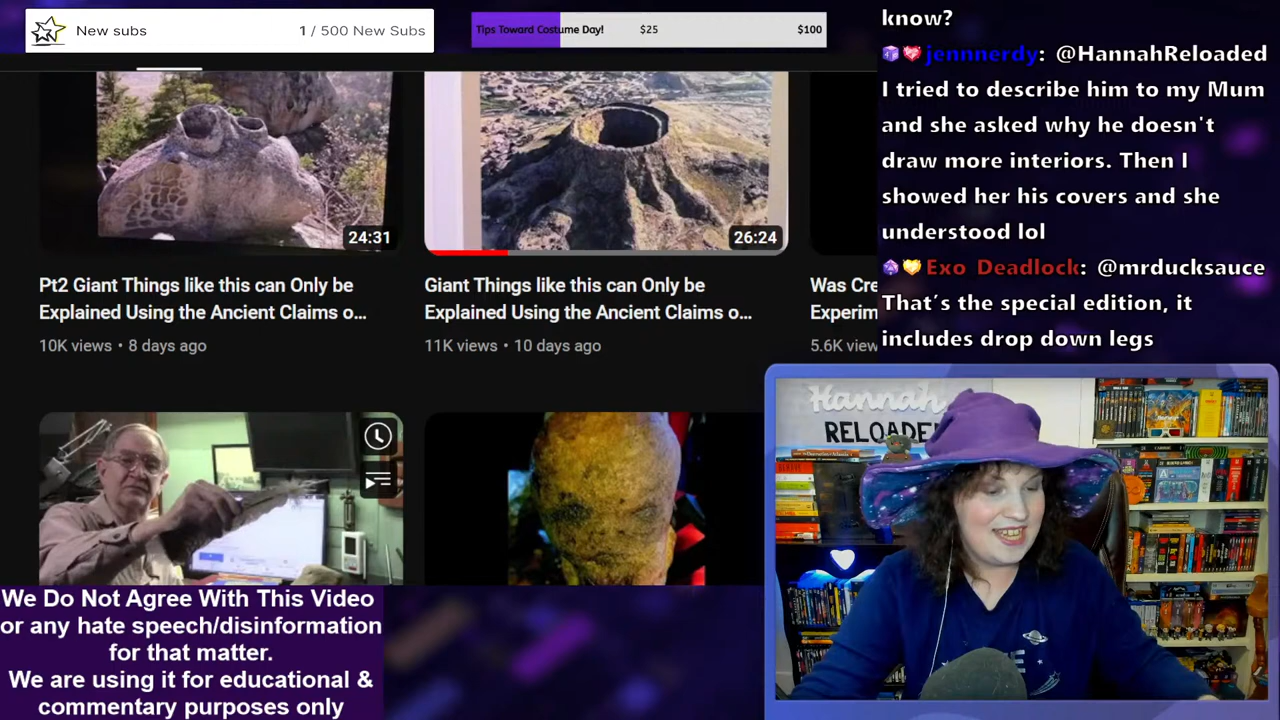 New subs
1 / 500 New Subs
Tips Toward Costume Day!
$25
$100
24:31
26:24
Pt2 Giant Things like this can Only be
Explained Using the Ancient Claims o...
10K views • 8 days ago
Giant Things like this can Only be
Explained Using the Ancient Claims o...
11K views • 10 days ago
Was Cre
Experim
5.6K view
know?
jennnerdy: @HannahReloaded
I tried to describe him to my Mum
and she asked why he doesn't
draw more interiors. Then I
showed her his covers and she
understood lol
Exo Deadlock: @mrducksauce
That's the special edition, it
includes drop down legs
Hannah
RELOADED
We Do Not Agree With This Video
or any hate speech/disinformation
for that matter.
We are using it for educational &
commentary purposes only